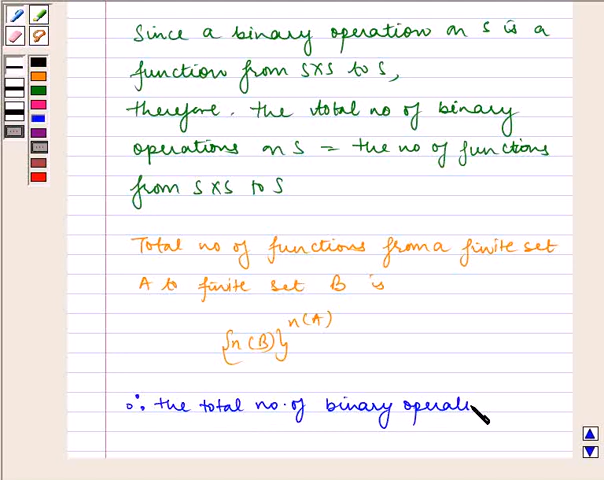 Since a binary operation on S is a
function from S×S to S,
therefore. the total no of binary
operations on S = the no of functions
from S×S to S
Total no of functions from a finite set
A to finite set B is
{n(B)}^n(A)
∴ the total no. of binary operati